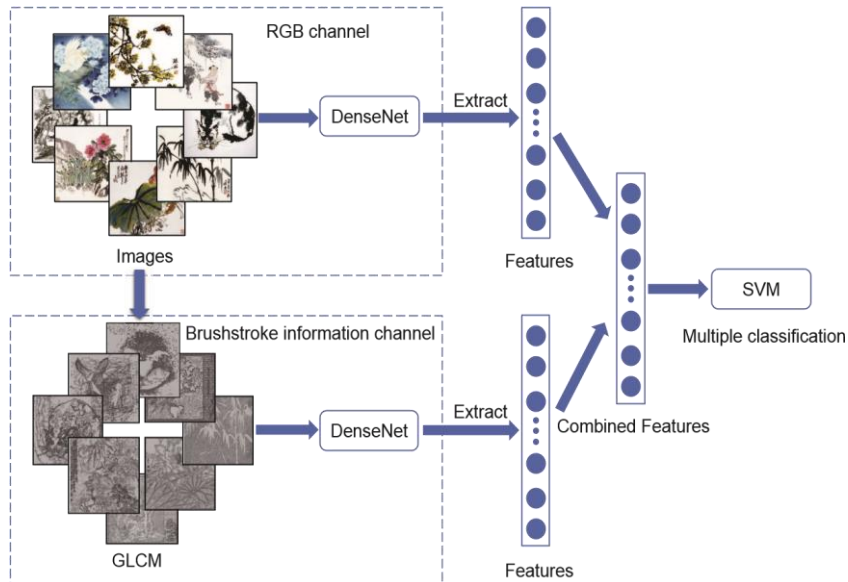 RGB channel
DenseNet
Extract
Images
Features
SVM
Multiple classification
Brushstroke information channel
DenseNet
Extract
Combined Features
GLCM
Features